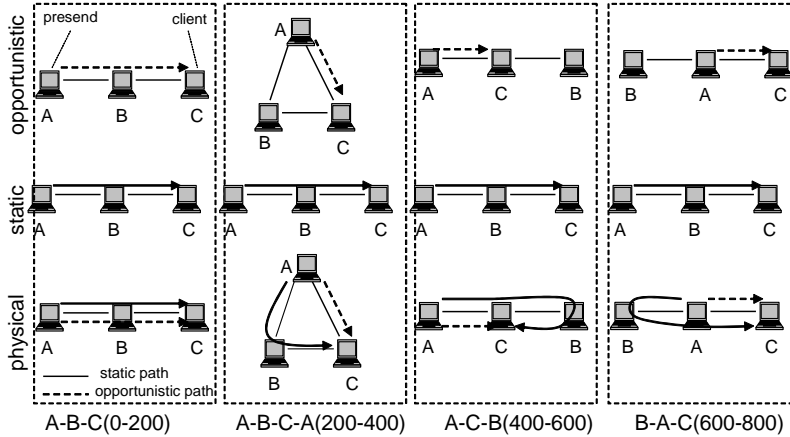 presend client
opportunistic
A B C
A
B C
A C B
B A C
static
A B C
A B C
A B C
A B C
physical
A B C
A
B C
A C B
B A C
static path
opportunistic path
A-B-C(0-200) A-B-C-A(200-400) A-C-B(400-600) B-A-C(600-800)